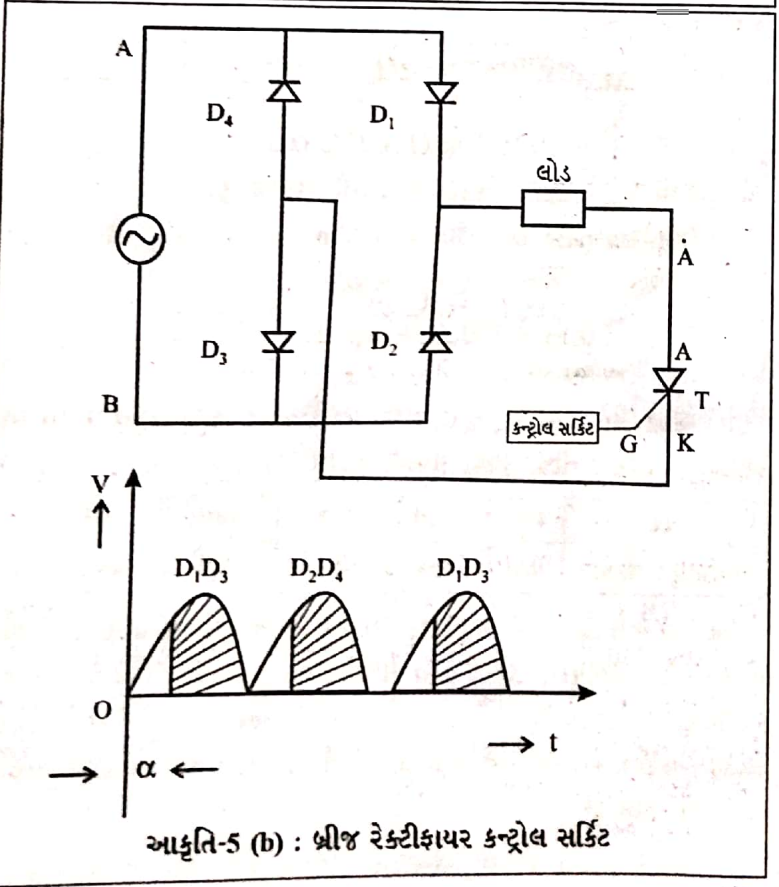 A
D₄
D₁
લોડ
Ȧ
A
D₃
D₂
T
B
કન્ટ્રોલ સર્કિટ
G
K
V
D₁D₃ D₂D₄ D₁D₃
O
t
α
આકૃતિ-5 (b) : બ્રીજ રેક્ટીફાયર કન્ટ્રોલ સર્કિટ